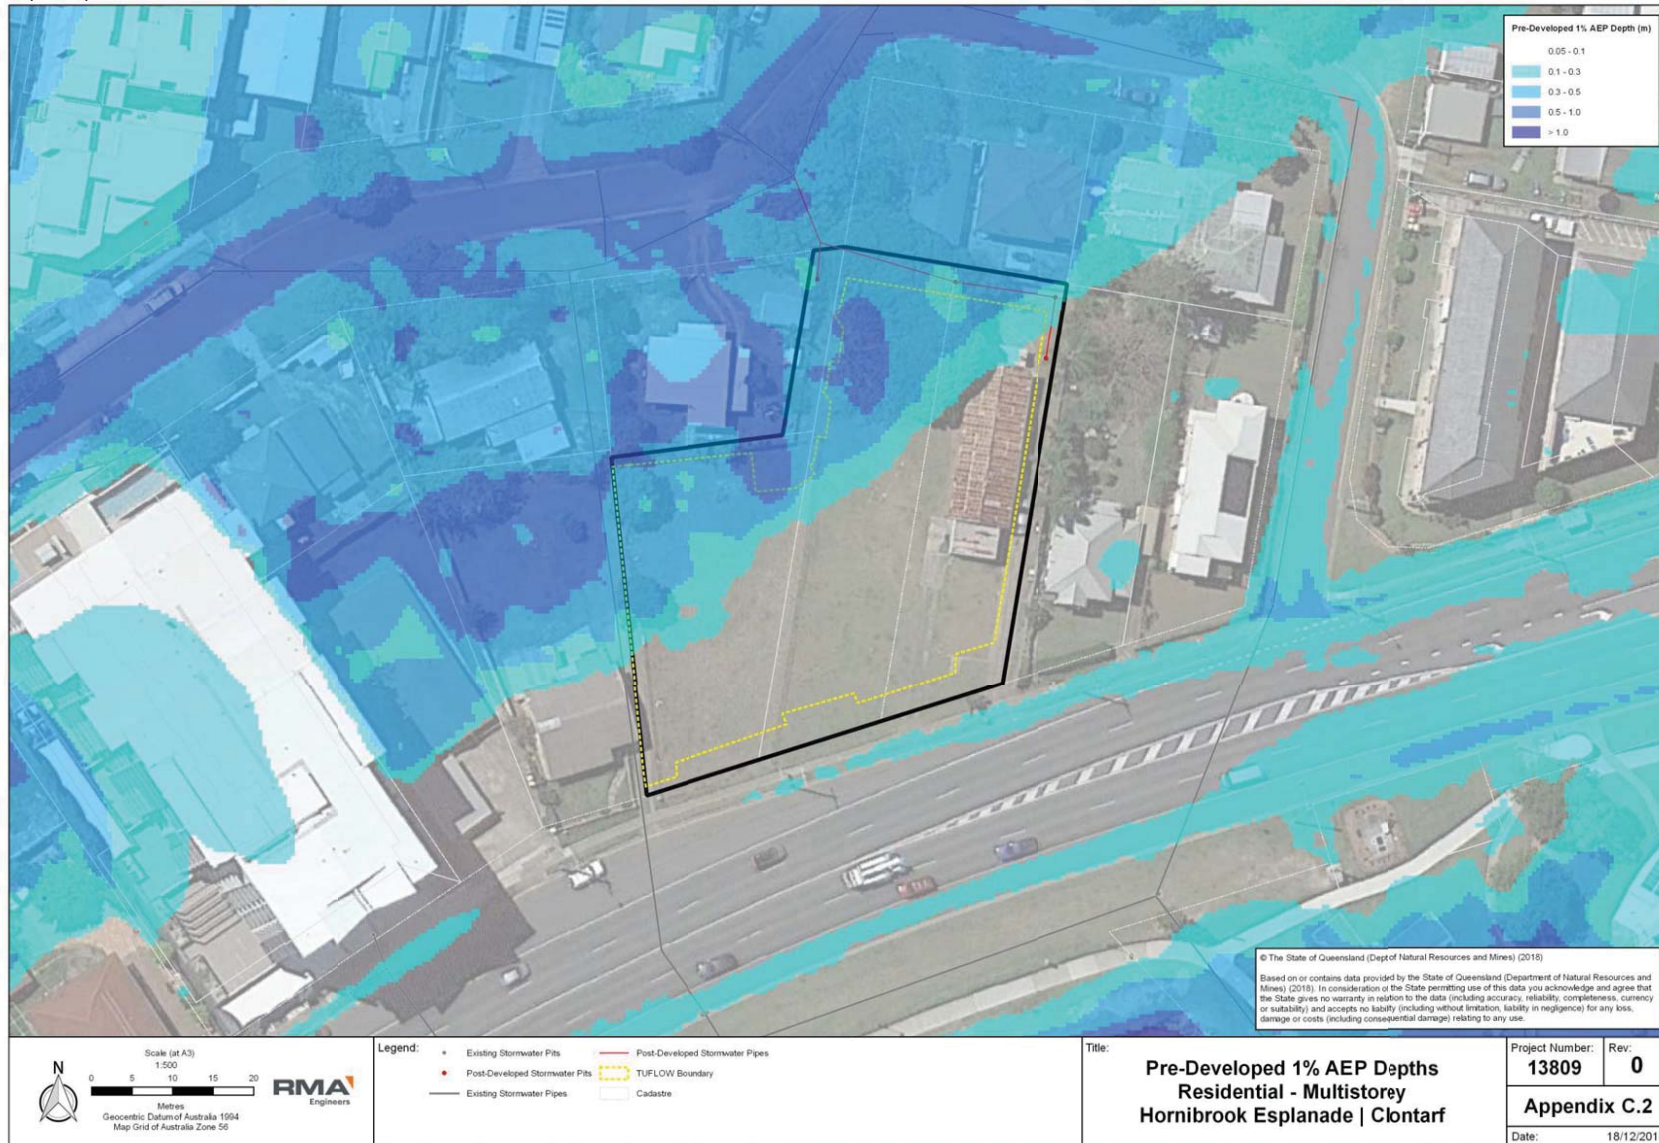 Pre-Developed 1% AEP Depth (m)
0.05 - 0.1
0.1 - 0.3
0.3 - 0.5
0.5 - 1.0
> 1.0
© The State of Queensland (Dept of Natural Resources and Mines) (2018)
Based on or contains data provided by the State of Queensland (Department of Natural Resources and
Mines) (2018). In consideration of the State permitting use of this data you acknowledge and agree that
the State gives no warranty in relation to the data (including accuracy, reliability, completeness, currency
or suitability) and accepts no liability (including without limitation, liability in negligence) for any loss,
damage or costs (including consequential damage) relating to any use.
N
Scale (at A3)
1:500
0 5 10 15 20
Metres
Geocentric Datum of Australia 1994
Map Grid of Australia Zone 56
RMA
Engineers
Legend:
Existing Stormwater Pits
Post-Developed Stormwater Pits
Existing Stormwater Pipes
Post-Developed Stormwater Pipes
TUFLOW Boundary
Cadastre
Title:
Pre-Developed 1% AEP Depths
Residential - Multistorey
Hornibrook Esplanade | Clontarf
Project Number:
13809
Rev:
0
Appendix C.2
Date: 18/12/201